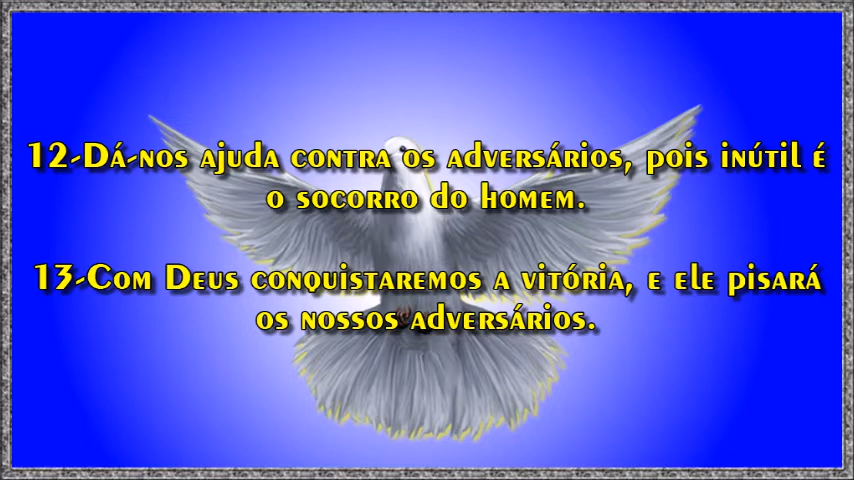 12-Dá-nos ajuda contra os adversários, pois inútil é
o socorro do homem.
13-Com Deus conquistaremos a vitória, e ele pisará
os nossos adversários.